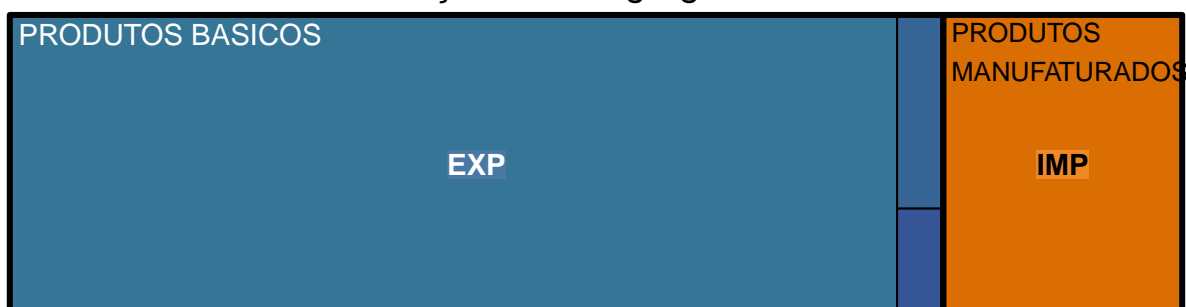 PRODUTOS BASICOS
EXP
PRODUTOS
MANUFATURADOS
IMP